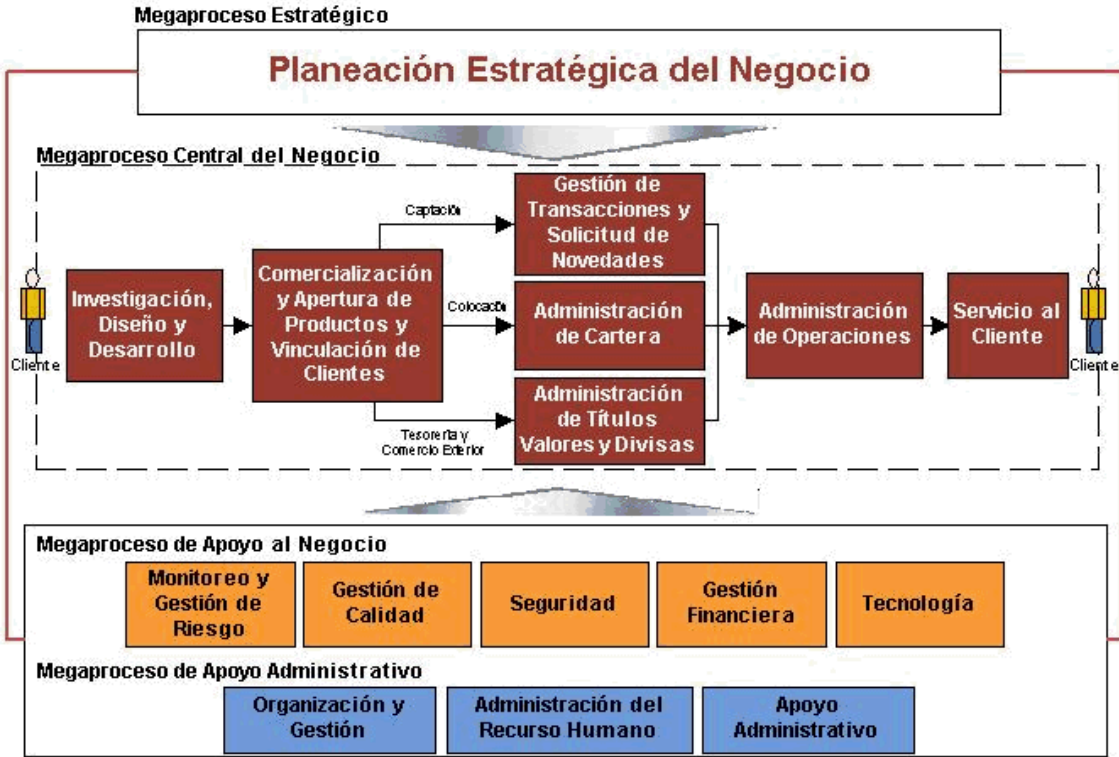 Megaproceso Estratégico
Planeación Estratégica del Negocio
Megaproceso Central del Negocio
Cliente
Investigación,
Diseño y
Desarrollo
Comercialización
y Apertura de
Productos y
Vinculación de
Clientes
Captación
Colocación
Tesorería y
Comercio Exterior
Gestión de
Transacciones y
Solicitud de
Novedades
Administración
de Cartera
Administración
de Títulos
Valores y Divisas
Administración
de Operaciones
Servicio al
Cliente
Cliente
Megaproceso de Apoyo al Negocio
Monitoreo y
Gestión de
Riesgo
Gestión de
Calidad
Seguridad
Gestión
Financiera
Tecnología
Megaproceso de Apoyo Administrativo
Organización y
Gestión
Administración del
Recurso Humano
Apoyo
Administrativo